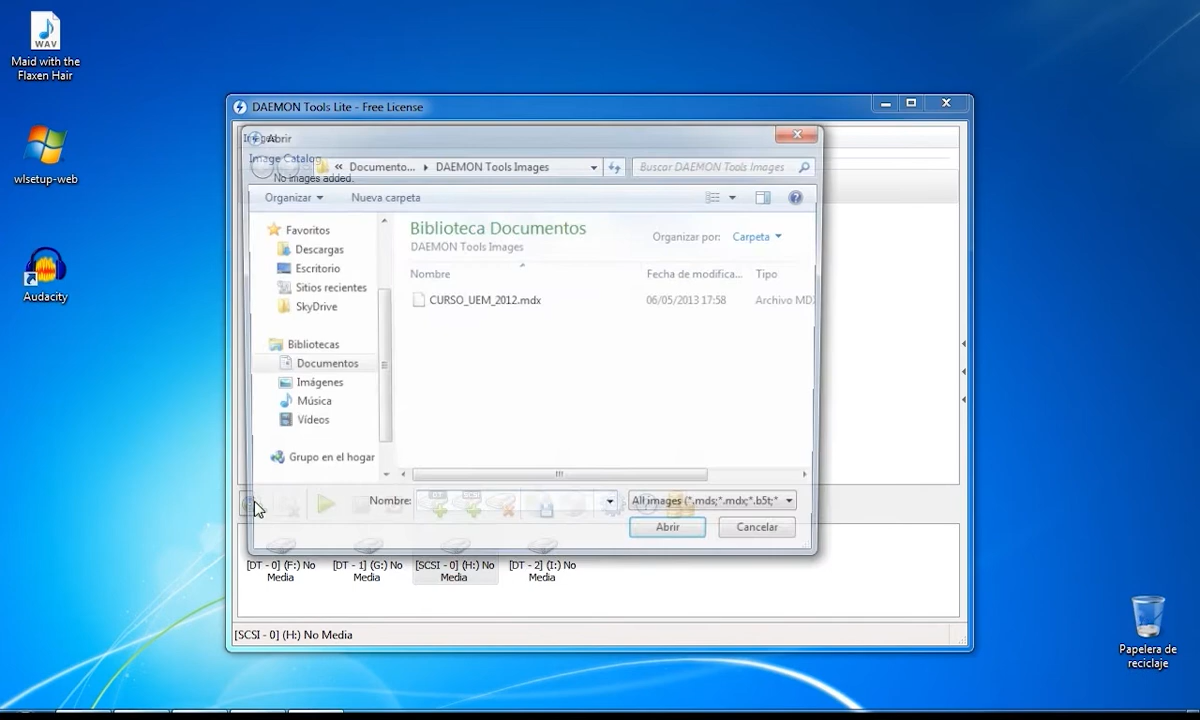 Maid with the
Flaxen Hair
wlsetup-web
Audacity
DAEMON Tools Lite - Free License
Abrir
Image Catalog
No images added.
« Documento... ▸ DAEMON Tools Images
Buscar DAEMON Tools Images
Organizar
Nueva carpeta
Favoritos
Descargas
Escritorio
Sitios recientes
SkyDrive
Bibliotecas
Documentos
Imágenes
Música
Vídeos
Grupo en el hogar
Biblioteca Documentos
DAEMON Tools Images
Organizar por: Carpeta
Nombre
Fecha de modifica...
Tipo
CURSO_UEM_2012.mdx
06/05/2013 17:58
Archivo MD
Nombre:
All images (*.mds;*.mdx;*.b5t;*
Abrir
Cancelar
[DT - 0] (F:) No
Media
[DT - 1] (G:) No
Media
[SCSI - 0] (H:) No
Media
[DT - 2] (I:) No
Media
[SCSI - 0] (H:) No Media
Papelera de
reciclaje